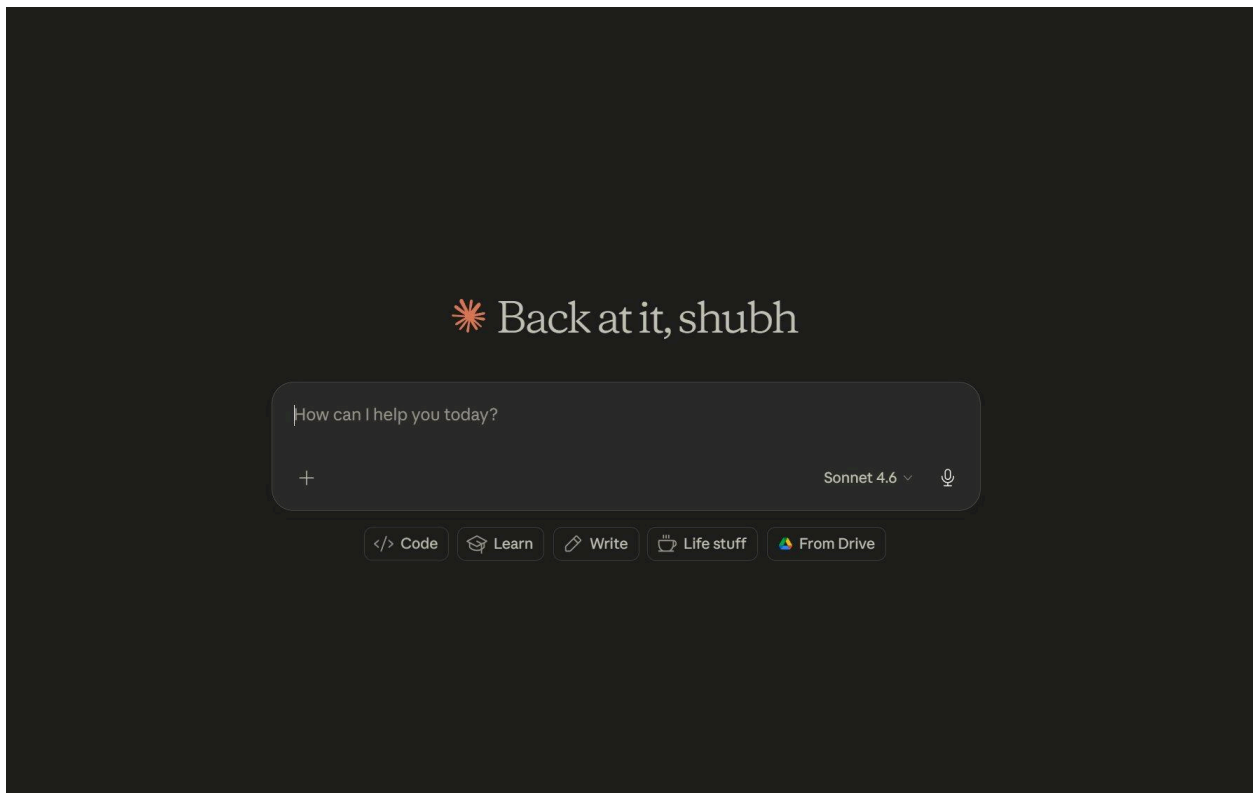 Back at it, shubh
How can I help you today?
Sonnet 4.6
Code Learn Write Life stuff From Drive